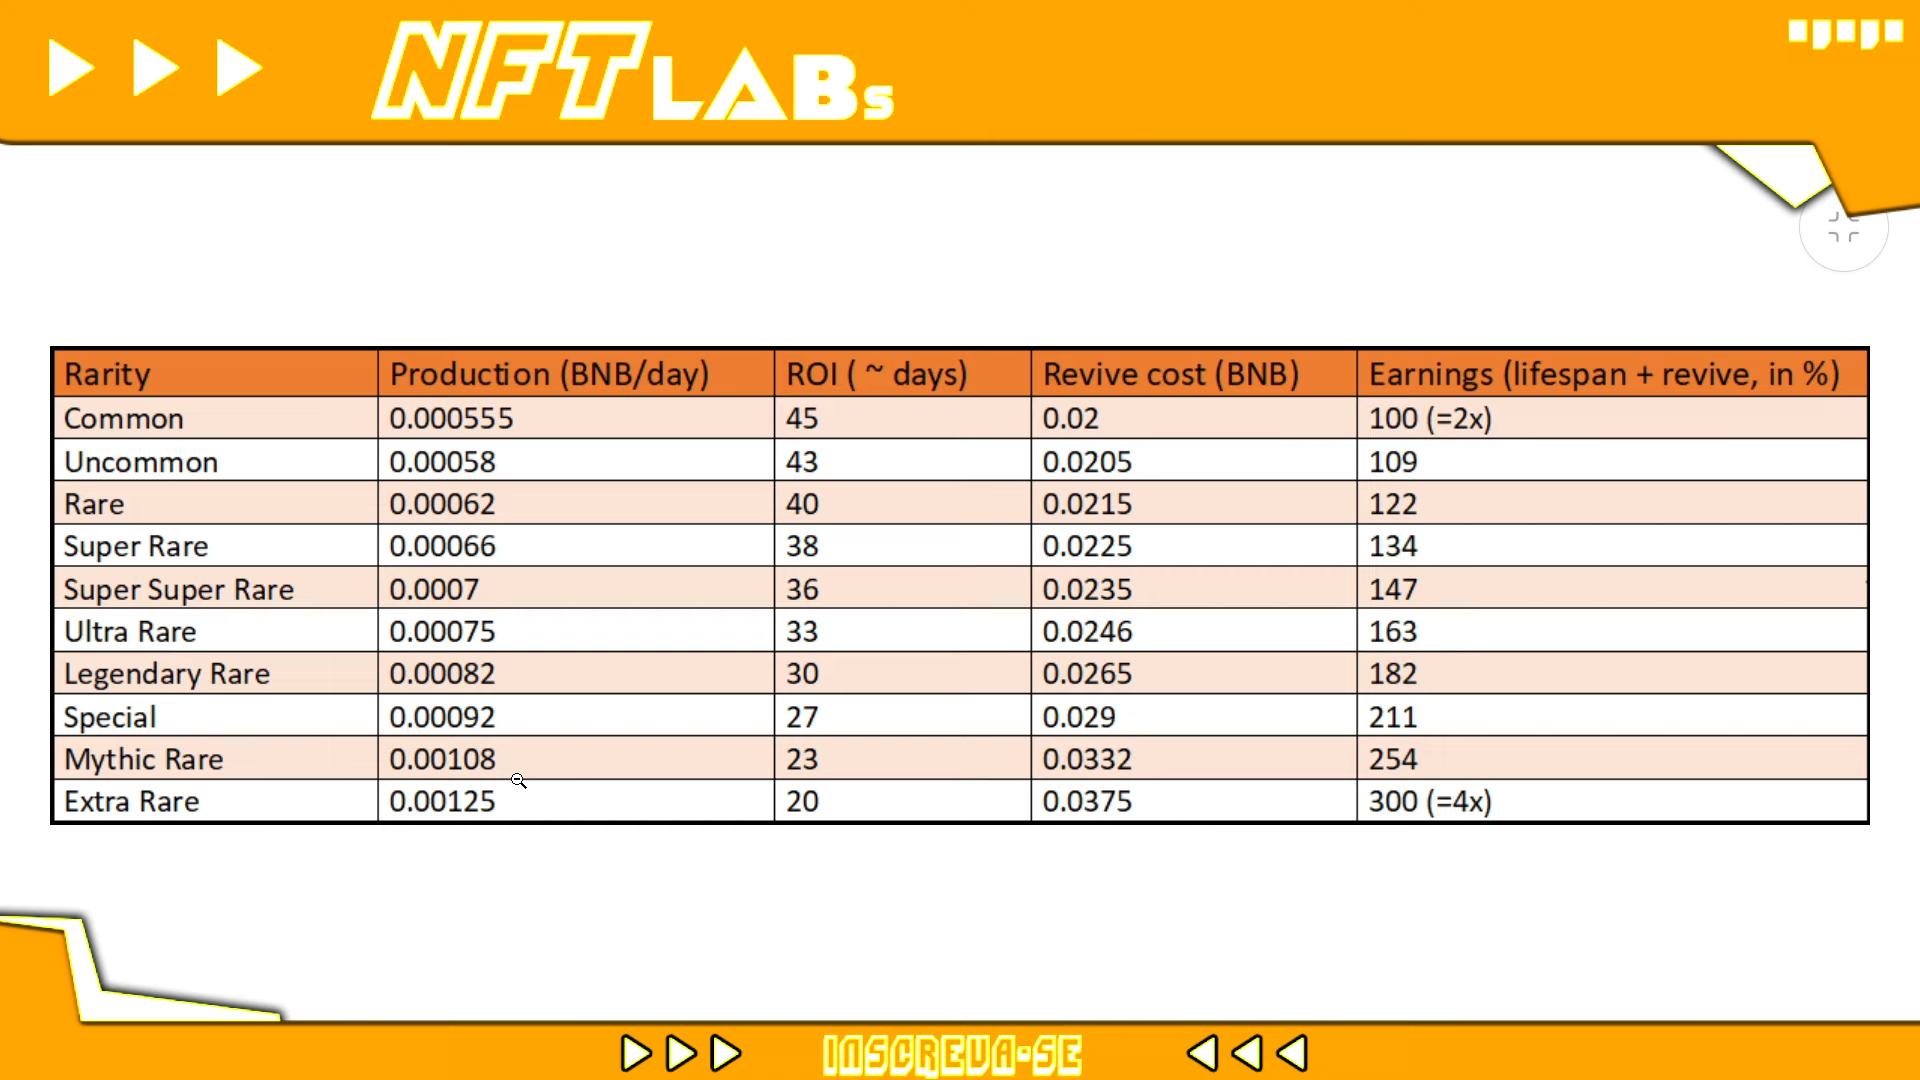 NFT LABs
Rarity Production (BNB/day) ROI ( ~ days) Revive cost (BNB) Earnings (lifespan + revive, in %)
Common 0.000555 45 0.02 100 (=2x)
Uncommon 0.00058 43 0.0205 109
Rare 0.00062 40 0.0215 122
Super Rare 0.00066 38 0.0225 134
Super Super Rare 0.0007 36 0.0235 147
Ultra Rare 0.00075 33 0.0246 163
Legendary Rare 0.00082 30 0.0265 182
Special 0.00092 27 0.029 211
Mythic Rare 0.00108 23 0.0332 254
Extra Rare 0.00125 20 0.0375 300 (=4x)
INSCREVA-SE